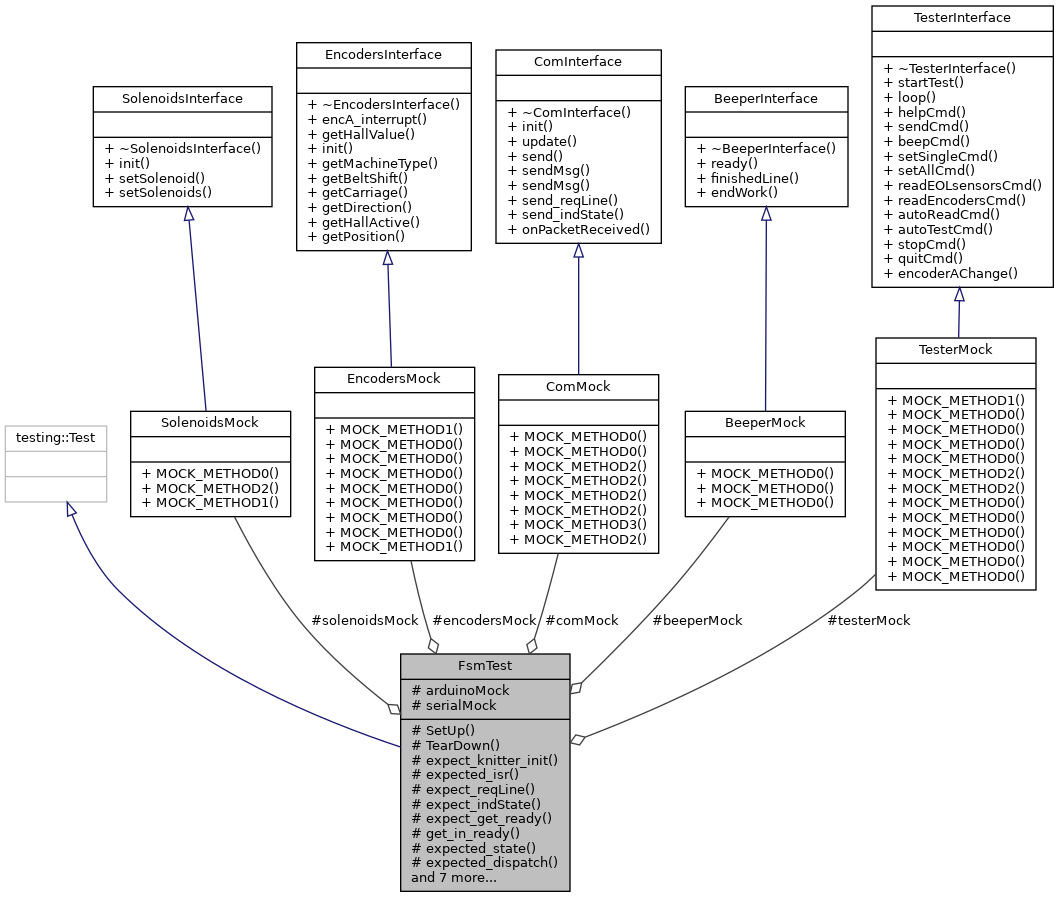 TesterInterface
+ ~TesterInterface()
+ startTest()
+ loop()
+ helpCmd()
+ sendCmd()
+ beepCmd()
+ setSingleCmd()
+ setAllCmd()
+ readEOLsensorsCmd()
+ readEncodersCmd()
+ autoReadCmd()
+ autoTestCmd()
+ stopCmd()
+ quitCmd()
+ encoderAChange()
EncodersInterface
+ ~EncodersInterface()
+ encA_interrupt()
+ getHallValue()
+ init()
+ getMachineType()
+ getBeltShift()
+ getCarriage()
+ getDirection()
+ getHallActive()
+ getPosition()
ComInterface
+ ~ComInterface()
+ init()
+ update()
+ send()
+ sendMsg()
+ sendMsg()
+ send_reqLine()
+ send_indState()
+ onPacketReceived()
SolenoidsInterface
+ ~SolenoidsInterface()
+ init()
+ setSolenoid()
+ setSolenoids()
BeeperInterface
+ ~BeeperInterface()
+ ready()
+ finishedLine()
+ endWork()
TesterMock
+ MOCK_METHOD1()
+ MOCK_METHOD0()
+ MOCK_METHOD0()
+ MOCK_METHOD0()
+ MOCK_METHOD0()
+ MOCK_METHOD2()
+ MOCK_METHOD2()
+ MOCK_METHOD0()
+ MOCK_METHOD0()
+ MOCK_METHOD0()
+ MOCK_METHOD0()
+ MOCK_METHOD0()
+ MOCK_METHOD0()
EncodersMock
+ MOCK_METHOD1()
+ MOCK_METHOD0()
+ MOCK_METHOD0()
+ MOCK_METHOD0()
+ MOCK_METHOD0()
+ MOCK_METHOD0()
+ MOCK_METHOD0()
+ MOCK_METHOD0()
+ MOCK_METHOD1()
ComMock
+ MOCK_METHOD0()
+ MOCK_METHOD0()
+ MOCK_METHOD2()
+ MOCK_METHOD2()
+ MOCK_METHOD2()
+ MOCK_METHOD2()
+ MOCK_METHOD3()
+ MOCK_METHOD2()
SolenoidsMock
+ MOCK_METHOD0()
+ MOCK_METHOD2()
+ MOCK_METHOD1()
BeeperMock
+ MOCK_METHOD0()
+ MOCK_METHOD0()
+ MOCK_METHOD0()
testing::Test
#solenoidsMock
#encodersMock
#comMock
#beeperMock
#testerMock
FsmTest
# arduinoMock
# serialMock
# SetUp()
# TearDown()
# expect_knitter_init()
# expected_isr()
# expect_reqLine()
# expect_indState()
# expect_get_ready()
# get_in_ready()
# expected_state()
# expected_dispatch()
and 7 more...